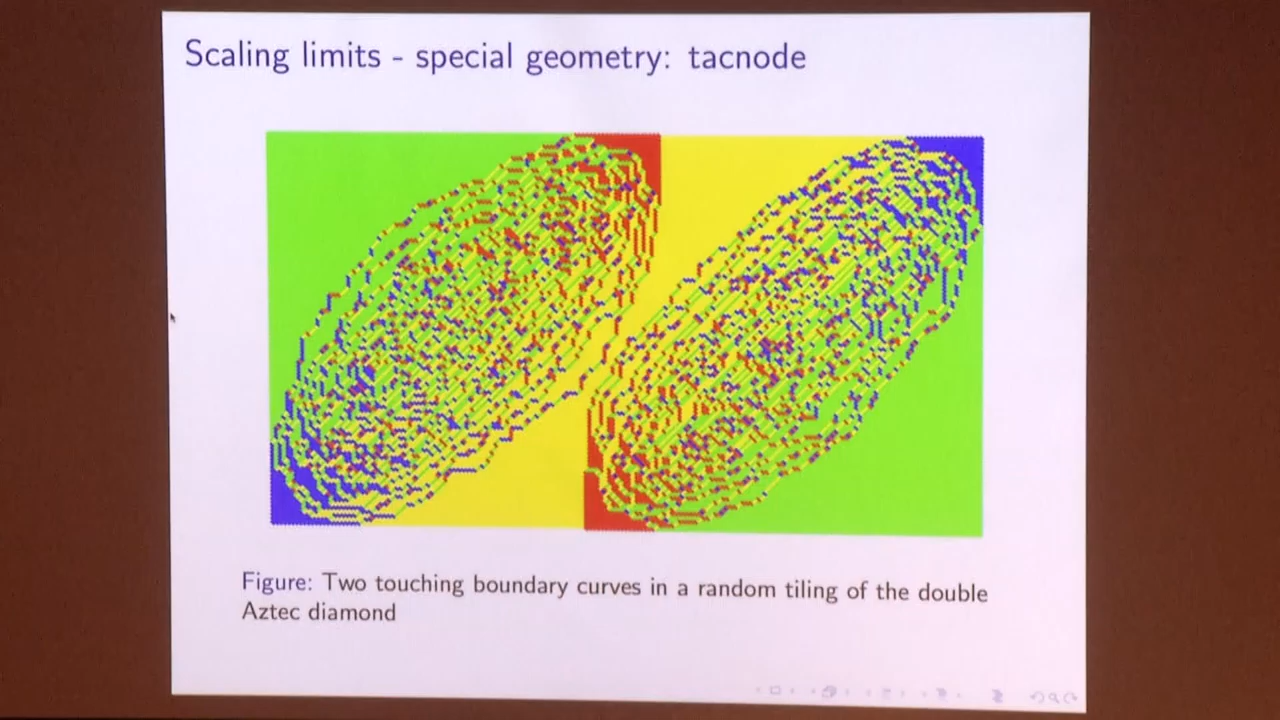 Scaling limits - special geometry: tacnode
Figure: Two touching boundary curves in a random tiling of the double
Aztec diamond